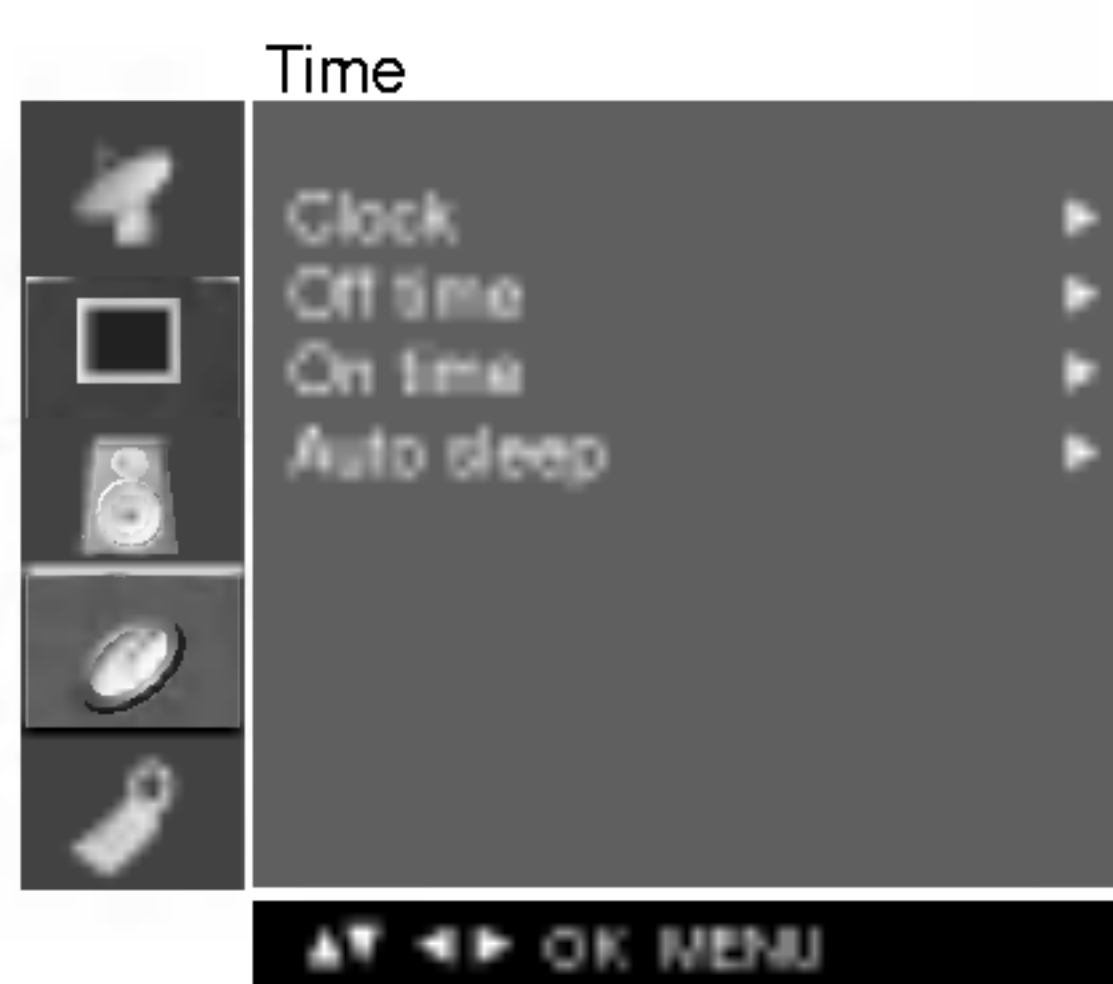 Time
Clock ▶
Off time ▶
On time ▶
Auto sleep ▶
▲▼ ◀▶ OK MENU